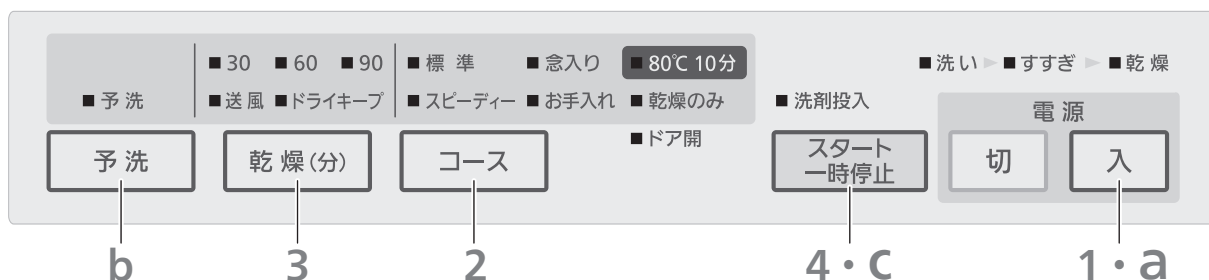 ■30 ■60 ■90 ■標 準 ■念入り ■80℃ 10分 ■洗い ▶ ■すすぎ ▶ ■乾 燥
■予 洗 ■送 風 ■ドライキープ ■スピーディー ■お手入れ ■乾燥のみ ■洗剤投入 電 源
■ドア開
予 洗 乾 燥(分) コース スタート 切 入
一時停止
b 3 2 4・c 1・a